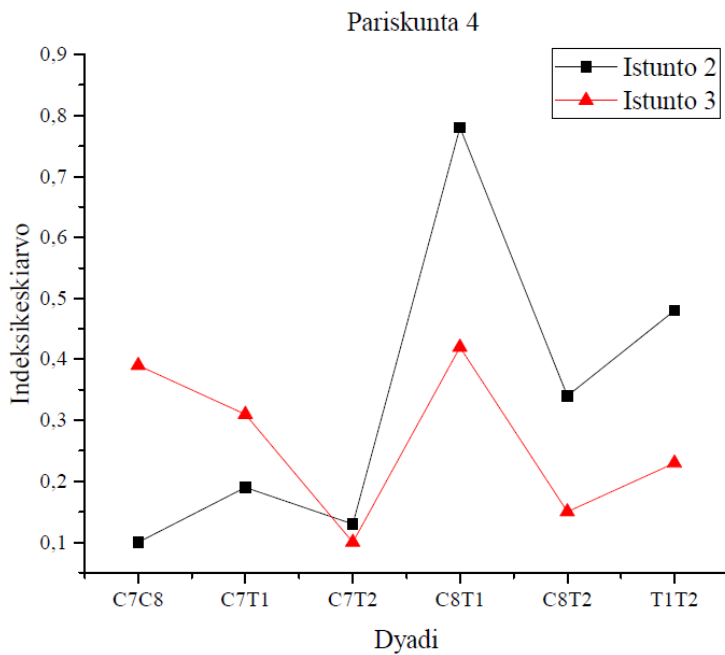 Pariskunta 4
Istunto 2
Istunto 3
Indeksikeskiarvo
0,9
0,8
0,7
0,6
0,5
0,4
0,3
0,2
0,1
C7C8 C7T1 C7T2 C8T1 C8T2 T1T2
Dyadi